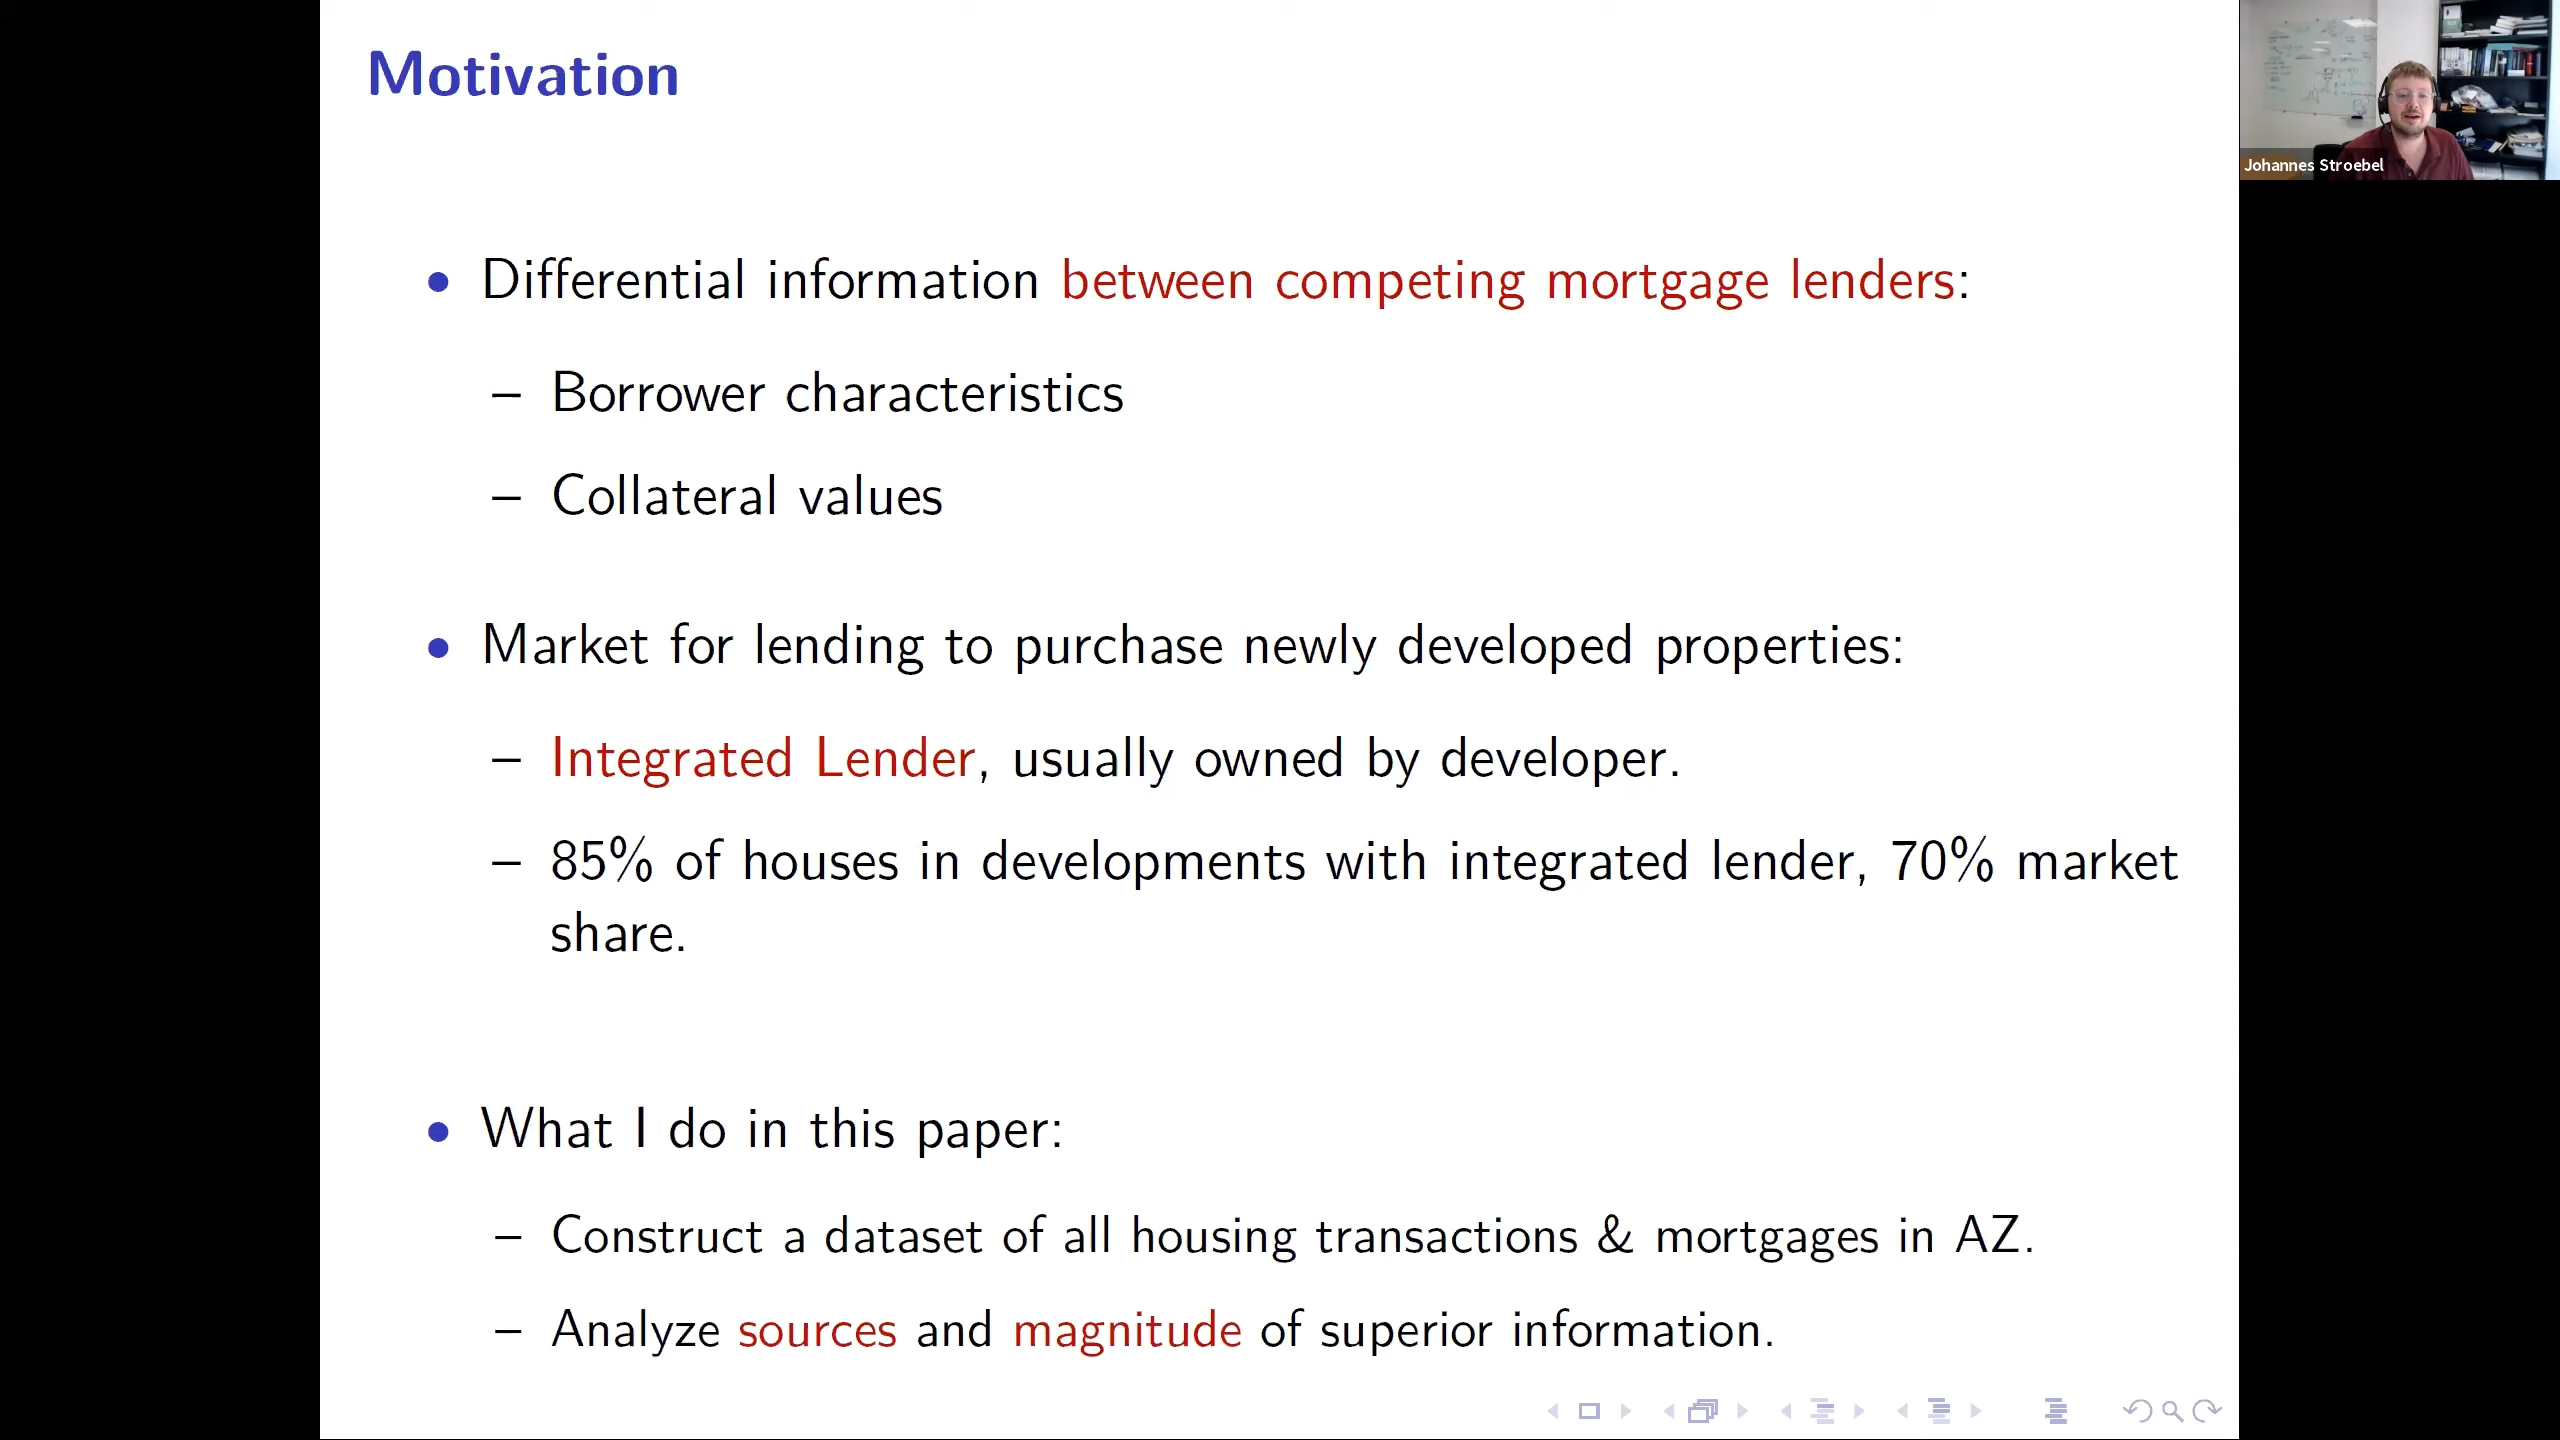 Motivation
Johannes Stroebel
• Differential information between competing mortgage lenders:
– Borrower characteristics
– Collateral values
• Market for lending to purchase newly developed properties:
– Integrated Lender, usually owned by developer.
– 85% of houses in developments with integrated lender, 70% market
share.
• What I do in this paper:
– Construct a dataset of all housing transactions & mortgages in AZ.
– Analyze sources and magnitude of superior information.